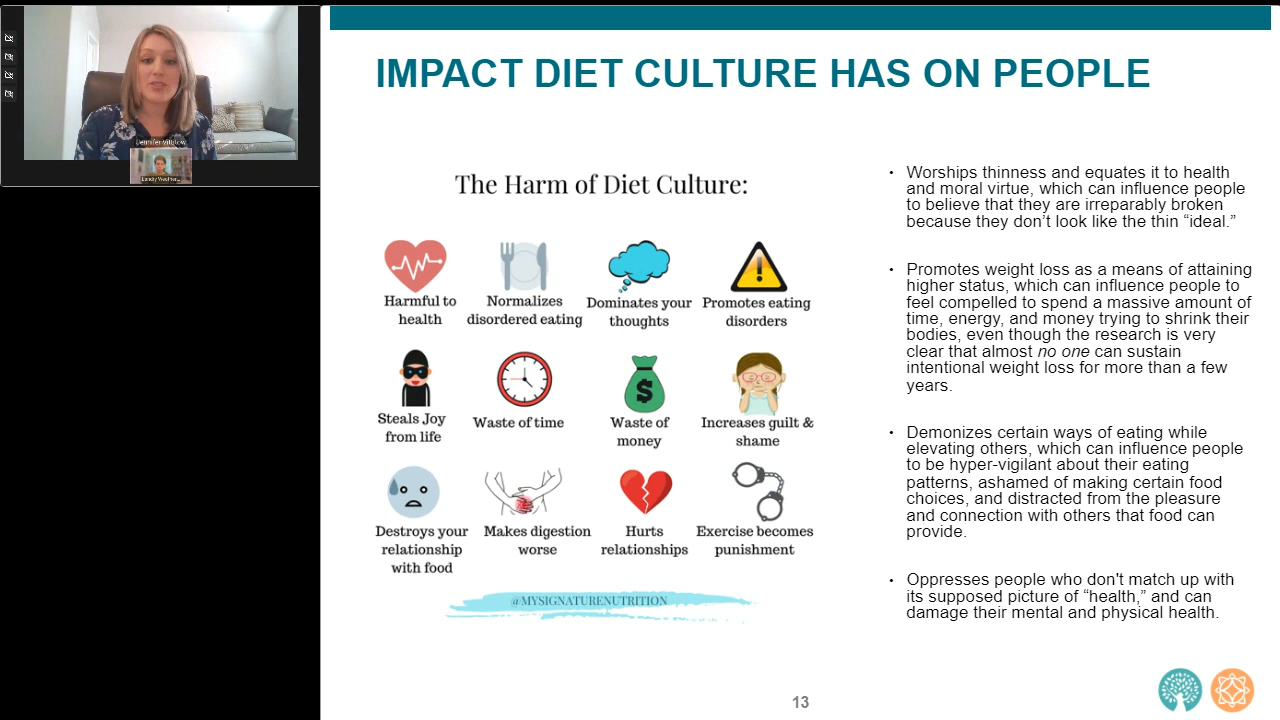 IMPACT DIET CULTURE HAS ON PEOPLE
The Harm of Diet Culture:
Harmful to
health
Normalizes
disordered eating
Dominates your
thoughts
Promotes eating
disorders
Steals Joy
from life
Waste of time
$
Waste of
money
Increases guilt &
shame
Destroys your
relationship
with food
Makes digestion
worse
Hurts
relationships
Exercise becomes
punishment
@MYSIGNATURENUTRITION
• Worships thinness and equates it to health
and moral virtue, which can influence people
to believe that they are irreparably broken
because they don’t look like the thin “ideal.”
• Promotes weight loss as a means of attaining
higher status, which can influence people to
feel compelled to spend a massive amount of
time, energy, and money trying to shrink their
bodies, even though the research is very
clear that almost no one can sustain
intentional weight loss for more than a few
years.
• Demonizes certain ways of eating while
elevating others, which can influence people
to be hyper-vigilant about their eating
patterns, ashamed of making certain food
choices, and distracted from the pleasure
and connection with others that food can
provide.
• Oppresses people who don't match up with
its supposed picture of “health,” and can
damage their mental and physical health.
13
Jennifer